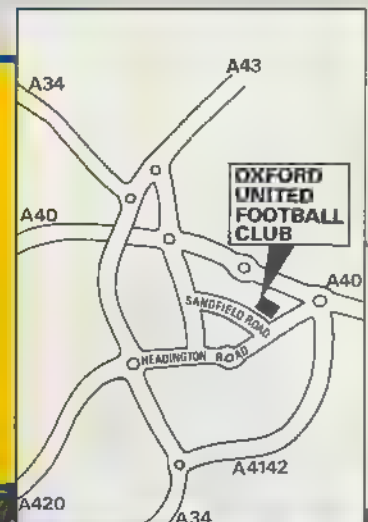 A43
A34
OXFORD
UNITED
FOOTBALL
CLUB
A40
A40
SANDFIELD ROAD
HEADINGTON ROAD
A4142
A420
A34